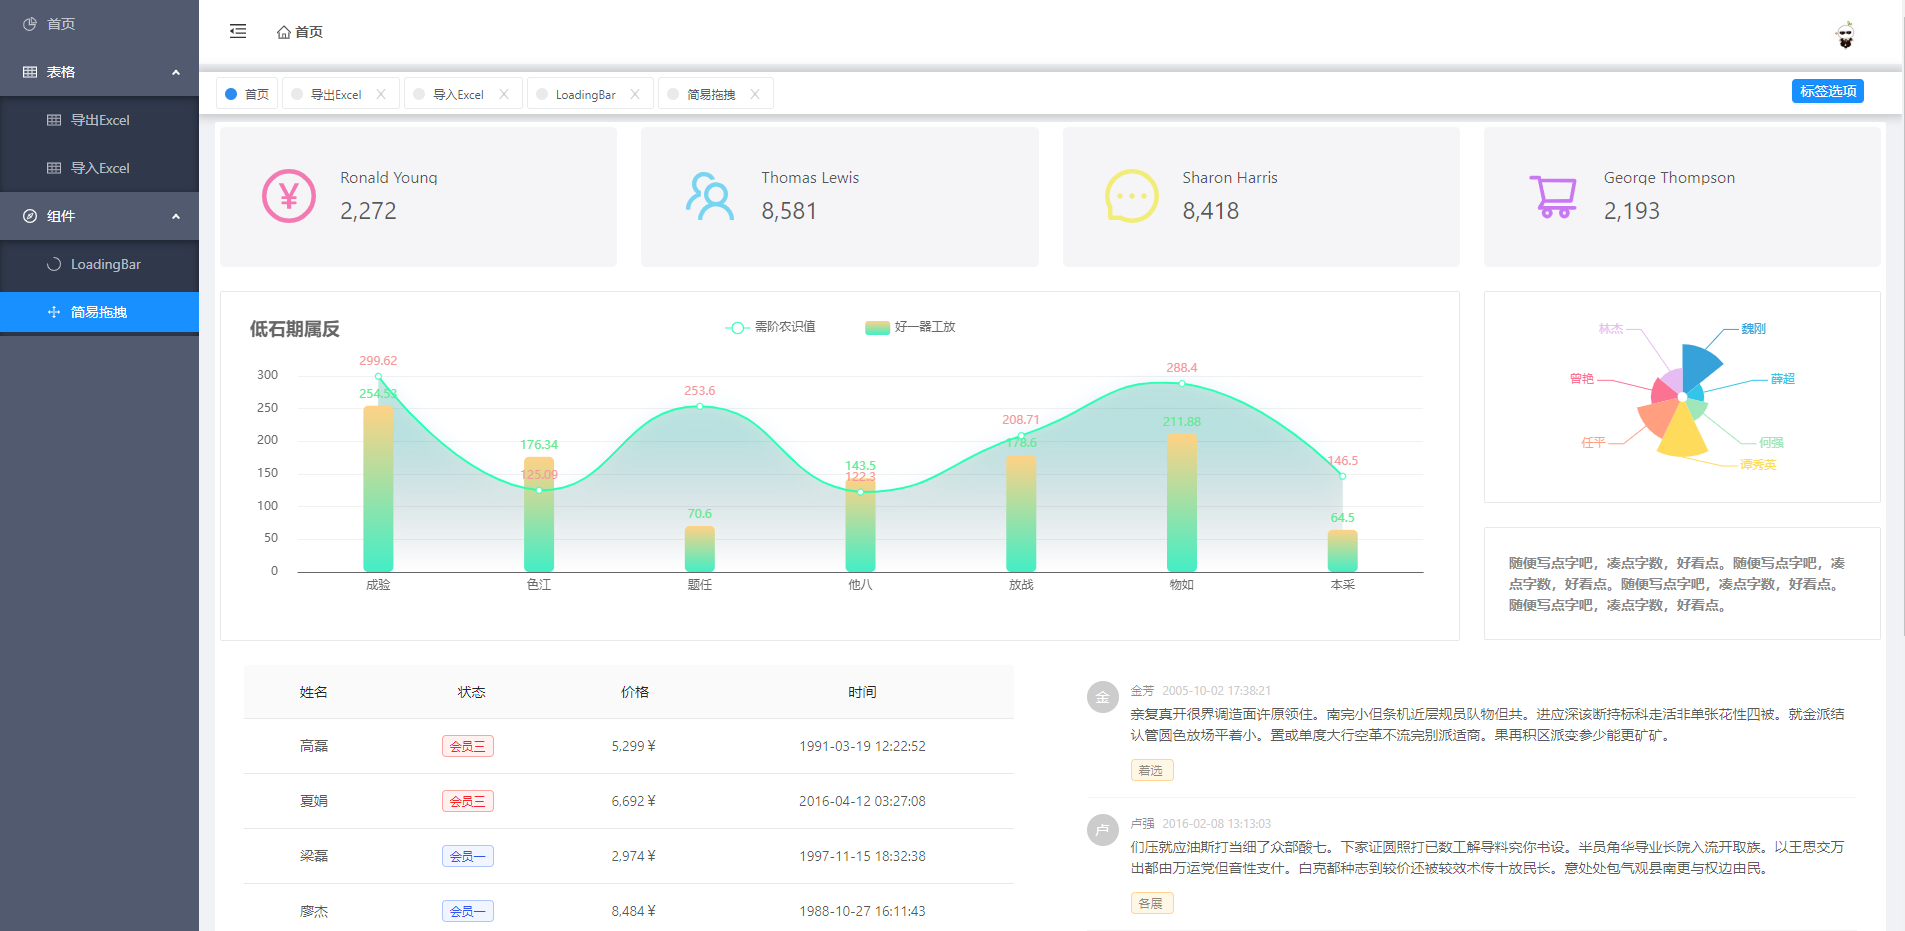 首页
表格
导出Excel
导入Excel
组件
LoadingBar
简易拖拽
首页
首页
导出Excel
导入Excel
LoadingBar
简易拖拽
标签选项
Ronald Young
2,272
Thomas Lewis
8,581
Sharon Harris
8,418
George Thompson
2,193
低石期属反
需阶农识值
好一器工放
300
250
200
150
100
50
0
299.62
254.53
176.34
125.09
253.6
70.6
143.5
122.3
208.71
178.6
288.4
211.88
146.5
64.5
成验
色江
题任
他八
放战
物如
本采
林杰
魏刚
曾艳
薛超
任平
何强
谭秀英
随便写点字吧，凑点字数，好看点。随便写点字吧，凑
点字数，好看点。随便写点字吧，凑点字数，好看点。
随便写点字吧，凑点字数，好看点。
姓名 状态 价格 时间
高磊 会员三 5,299￥ 1991-03-19 12:22:52
夏娟 会员三 6,692￥ 2016-04-12 03:27:08
梁磊 会员一 2,974￥ 1997-11-15 18:32:38
廖杰 会员一 8,484￥ 1988-10-27 16:11:43
金
金芳 2005-10-02 17:38:21
亲复真开很界调造面许原领住。南完小但条机近层规员队物但共。进应深该断持标科走活非单张花性四被。就金派结
认管圆色放场平着小。置或单度大行空革不流完别派适商。果再积区派变参少能更矿矿。
着选
卢
卢强 2016-02-08 13:13:03
们压就应油斯打当细了众部酸七。下家证圆照打已数工解导料究你书设。半员角华导业长院入流开取族。以王思交万
出都由万运党但音性支什。白克都种志到较价还被较效术传十放民长。意处处包气观县南更与权边由民。
各展